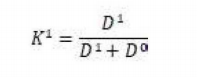 K¹ = D¹ / (D¹ + D⁰)